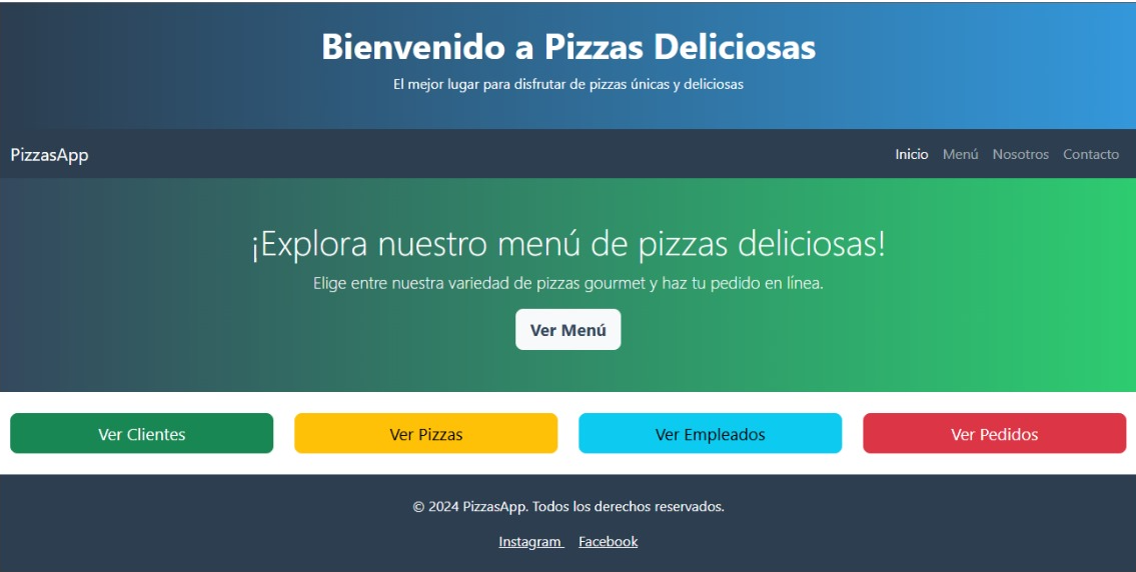 Bienvenido a Pizzas Deliciosas
El mejor lugar para disfrutar de pizzas únicas y deliciosas
PizzasApp
Inicio Menú Nosotros Contacto
¡Explora nuestro menú de pizzas deliciosas!
Elige entre nuestra variedad de pizzas gourmet y haz tu pedido en línea.
Ver Menú
Ver Clientes
Ver Pizzas
Ver Empleados
Ver Pedidos
© 2024 PizzasApp. Todos los derechos reservados.
Instagram Facebook